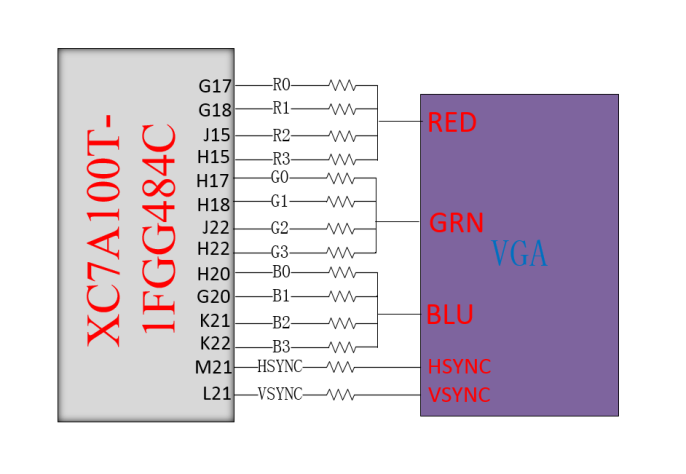 XC7A100T-
1FGG484C
G17 R0
G18 R1
J15 R2
H15 R3
H17 G0
H18 G1
J22 G2
H22 G3
H20 B0
G20 B1
K21 B2
K22 B3
M21 HSYNC
L21 VSYNC
RED
GRN
VGA
BLU
HSYNC
VSYNC